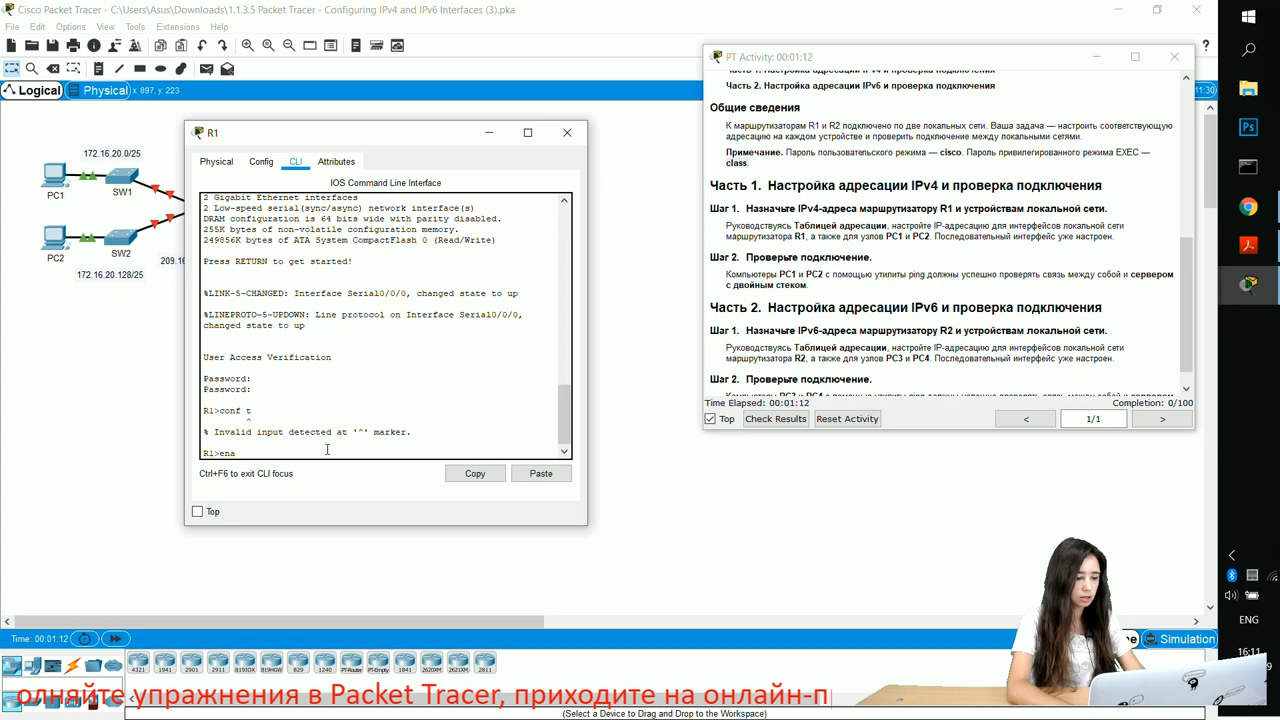 Cisco Packet Tracer - C:\Users\Asus\Downloads\1.1.3.5 Packet Tracer - Configuring IPv4 and IPv6 Interfaces (3).pka
File Edit Options View Tools Extensions Help
Logical Physical x: 897, y: 223
172.16.20.0/25
PC1
SW1
PC2
SW2
172.16.20.128/25
209.16
R1
Physical Config CLI Attributes
IOS Command Line Interface
2 Gigabit Ethernet interfaces
2 Low-speed serial(sync/async) network interface(s)
DRAM configuration is 64 bits wide with parity disabled.
255K bytes of non-volatile configuration memory.
249856K bytes of ATA System CompactFlash 0 (Read/Write)
Press RETURN to get started!
%LINK-5-CHANGED: Interface Serial0/0/0, changed state to up
%LINEPROTO-5-UPDOWN: Line protocol on Interface Serial0/0/0,
changed state to up
User Access Verification
Password:
Password:
R1>conf t
^
% Invalid input detected at '^' marker.
R1>ena
Ctrl+F6 to exit CLI focus
Copy
Paste
Top
PT Activity: 00:01:12
Часть 1. Настройка адресации IPv4 и проверка подключения
Часть 2. Настройка адресации IPv6 и проверка подключения
Общие сведения
К маршрутизаторам R1 и R2 подключено по две локальных сети. Ваша задача — настроить соответствующую
адресацию на каждом устройстве и проверить подключение между локальными сетями.
Примечание. Пароль пользовательского режима — cisco. Пароль привилегированного режима EXEC —
class.
Часть 1. Настройка адресации IPv4 и проверка подключения
Шаг 1. Назначьте IPv4-адреса маршрутизатору R1 и устройствам локальной сети.
Руководствуясь Таблицей адресации, настройте IP-адресацию для интерфейсов локальной сети
маршрутизатора R1, а также для узлов PC1 и PC2. Последовательный интерфейс уже настроен.
Шаг 2. Проверьте подключение.
Компьютеры PC1 и PC2 с помощью утилиты ping должны успешно проверять связь между собой и сервером
с двойным стеком.
Часть 2. Настройка адресации IPv6 и проверка подключения
Шаг 1. Назначьте IPv6-адреса маршрутизатору R2 и устройствам локальной сети.
Руководствуясь Таблицей адресации, настройте IP-адресацию для интерфейсов локальной сети
маршрутизатора R2, а также для узлов PC3 и PC4. Последовательный интерфейс уже настроен.
Шаг 2. Проверьте подключение.
Time Elapsed: 00:01:12
Completion: 0/100
Top Check Results Reset Activity < 1/1 >
11:30
Time: 00:01:12
Simulation
4321 1941 2901 2911 819IOX 819HGW 829 1240 PT-Router PT-Empty 1841 2620XM 2621XM 2811
олняйте упражнения в Packet Tracer, приходите на онлайн-п
(Select a Device to Drag and Drop to the Workspace)
ENG
16:11